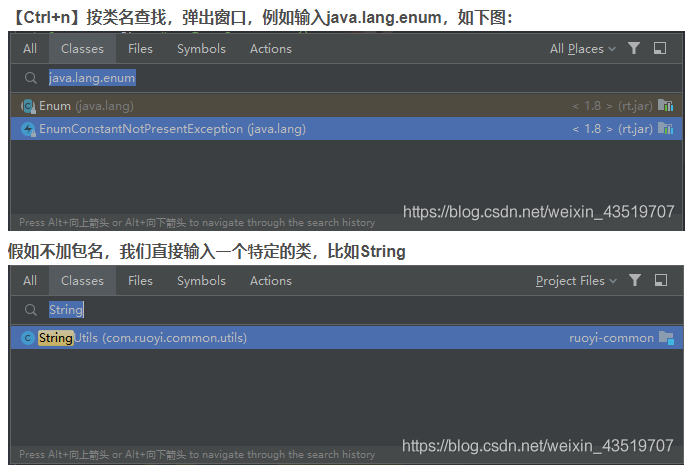 【Ctrl+n】按类名查找，弹出窗口，例如输入java.lang.enum，如下图：
All Classes Files Symbols Actions All Places
java.lang.enum
Enum (java.lang) < 1.8 > (rt.jar)
EnumConstantNotPresentException (java.lang) < 1.8 > (rt.jar)
https://blog.csdn.net/weixin_43519707
Press Alt+向上箭头 or Alt+向下箭头 to navigate through the search history
假如不加包名，我们直接输入一个特定的类，比如String
All Classes Files Symbols Actions Project Files
String
StringUtils (com.ruoyi.common.utils) ruoyi-common
https://blog.csdn.net/weixin_43519707
Press Alt+向上箭头 or Alt+向下箭头 to navigate through the search history